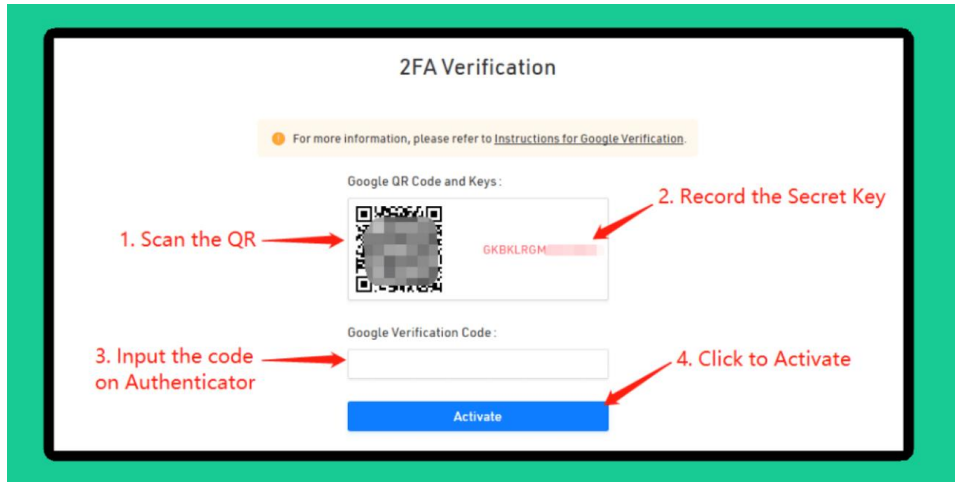 2FA Verification
For more information, please refer to Instructions for Google Verification.
Google QR Code and Keys :
2. Record the Secret Key
1. Scan the QR
GKBKLRGM
Google Verification Code :
3. Input the code
on Authenticator
4. Click to Activate
Activate